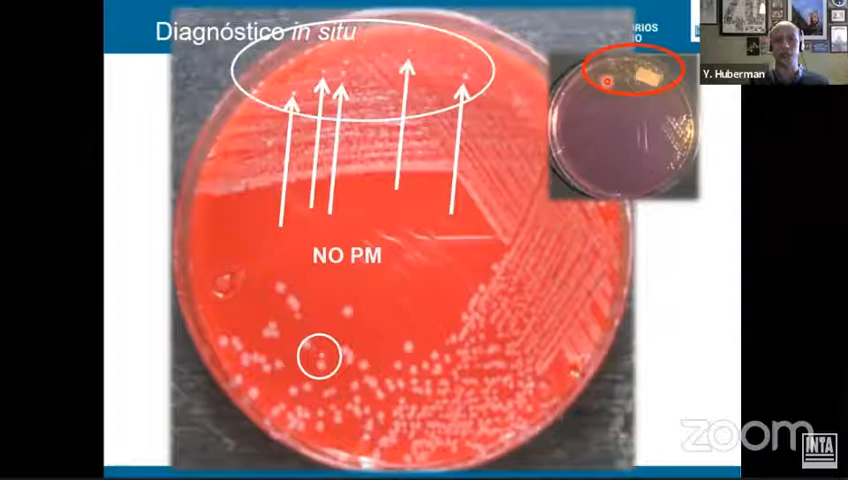 Diagnóstico in situ
NO PM
Y. Huberman
zoom
INTA